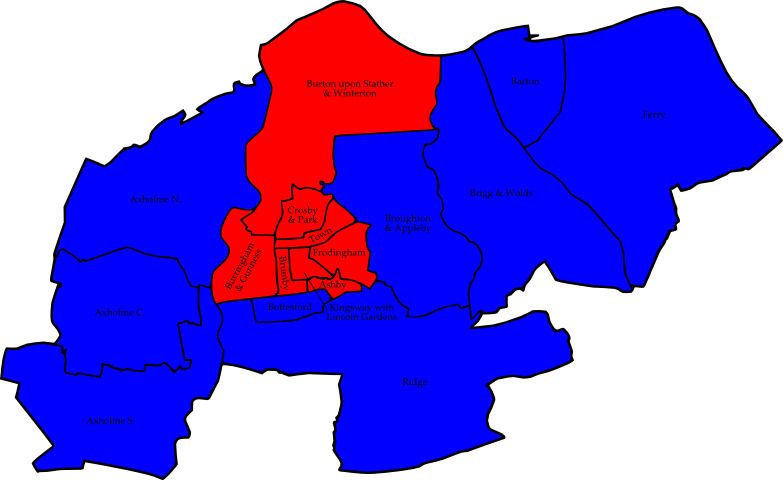 Burton upon Stather
& Winterton
Barton
Ferry
Axholme N.
Brigg & Wolds
Crosby
& Park
Broughton
& Appleby
Town
Frodingham
Burringham
& Gunness
Brumby
Ashby
Bottesford
Kingsway with
Lincoln Gardens
Axholme C.
Ridge
Axholme S.